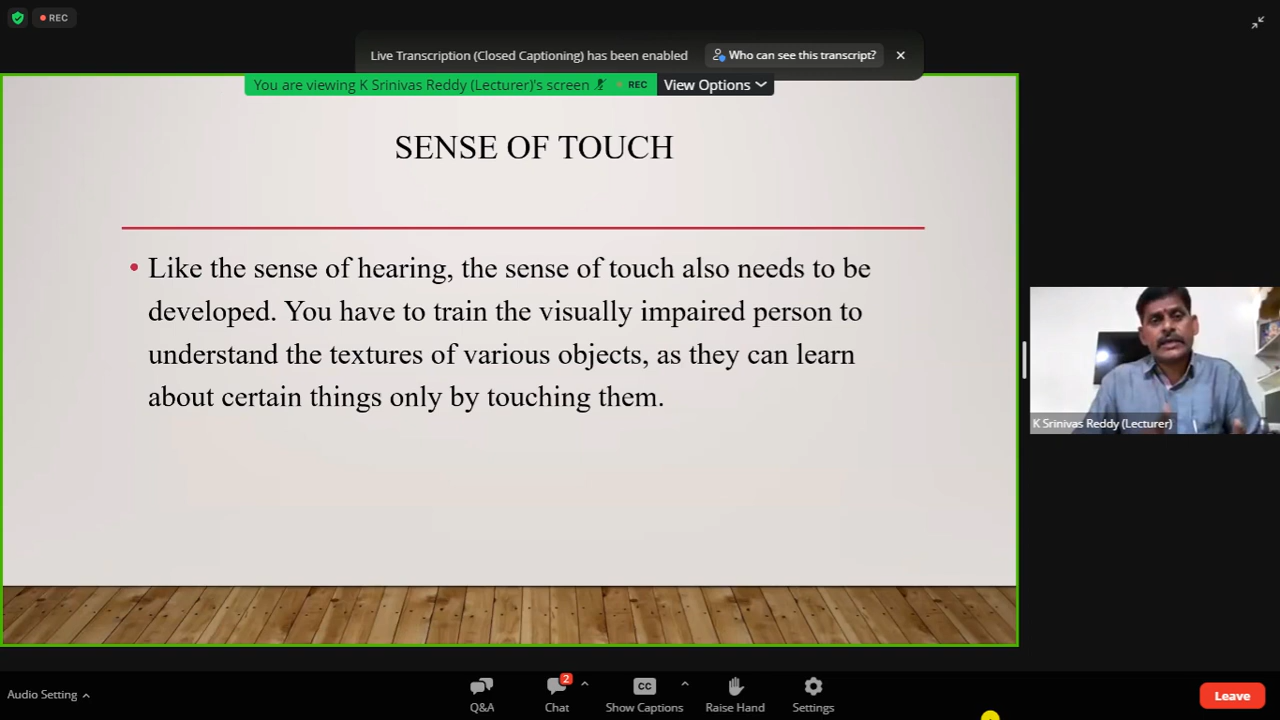 REC
Live Transcription (Closed Captioning) has been enabled
Who can see this transcript?
You are viewing K Srinivas Reddy (Lecturer)'s screen
REC
View Options
SENSE OF TOUCH
• Like the sense of hearing, the sense of touch also needs to be
developed. You have to train the visually impaired person to
understand the textures of various objects, as they can learn
about certain things only by touching them.
K Srinivas Reddy (Lecturer)
Audio Setting
Q&A
2
Chat
CC
Show Captions
Raise Hand
Settings
Leave